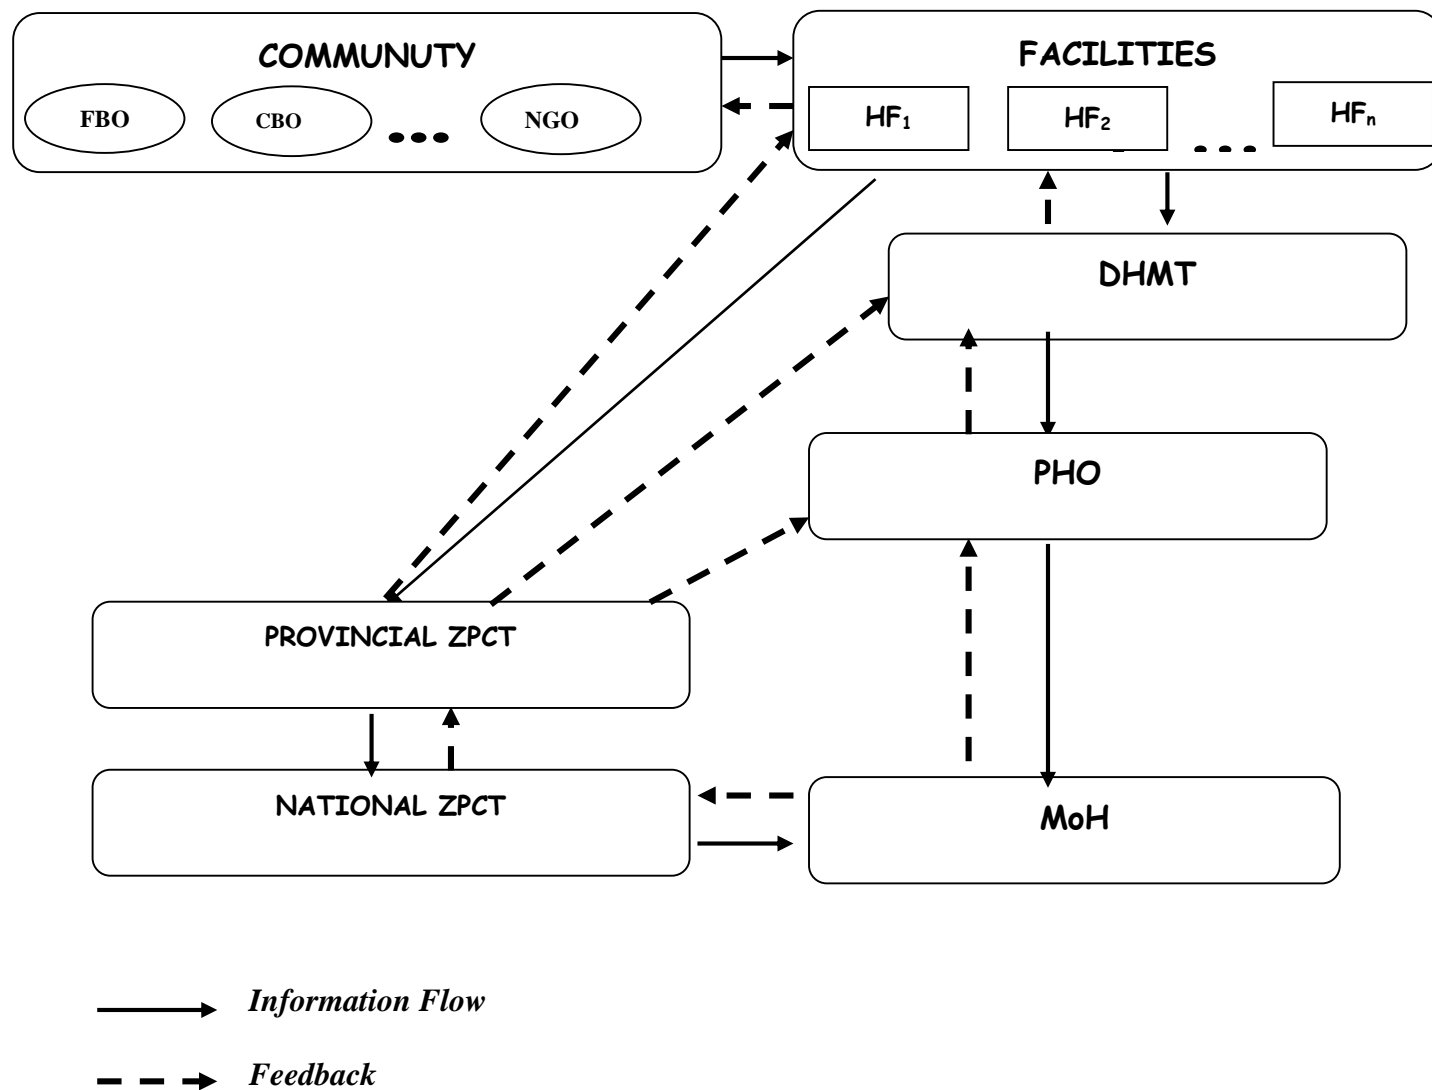 COMMUNUTY
FBO
CBO
NGO
FACILITIES
HF₁
HF₂
HFₙ
DHMT
PHO
PROVINCIAL ZPCT
NATIONAL ZPCT
MoH
Information Flow
Feedback